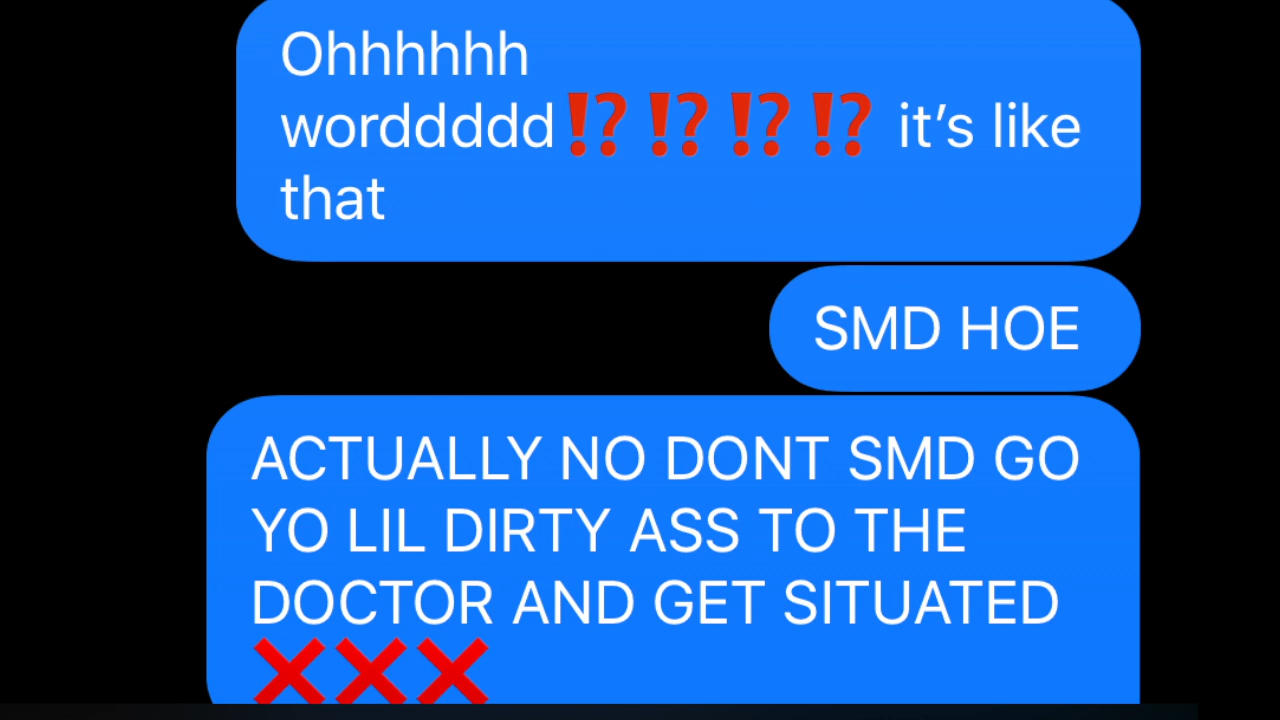 Ohhhhhh
worddddd⁉️⁉️⁉️⁉️ it’s like
that
SMD HOE
ACTUALLY NO DONT SMD GO
YO LIL DIRTY ASS TO THE
DOCTOR AND GET SITUATED
❌❌❌